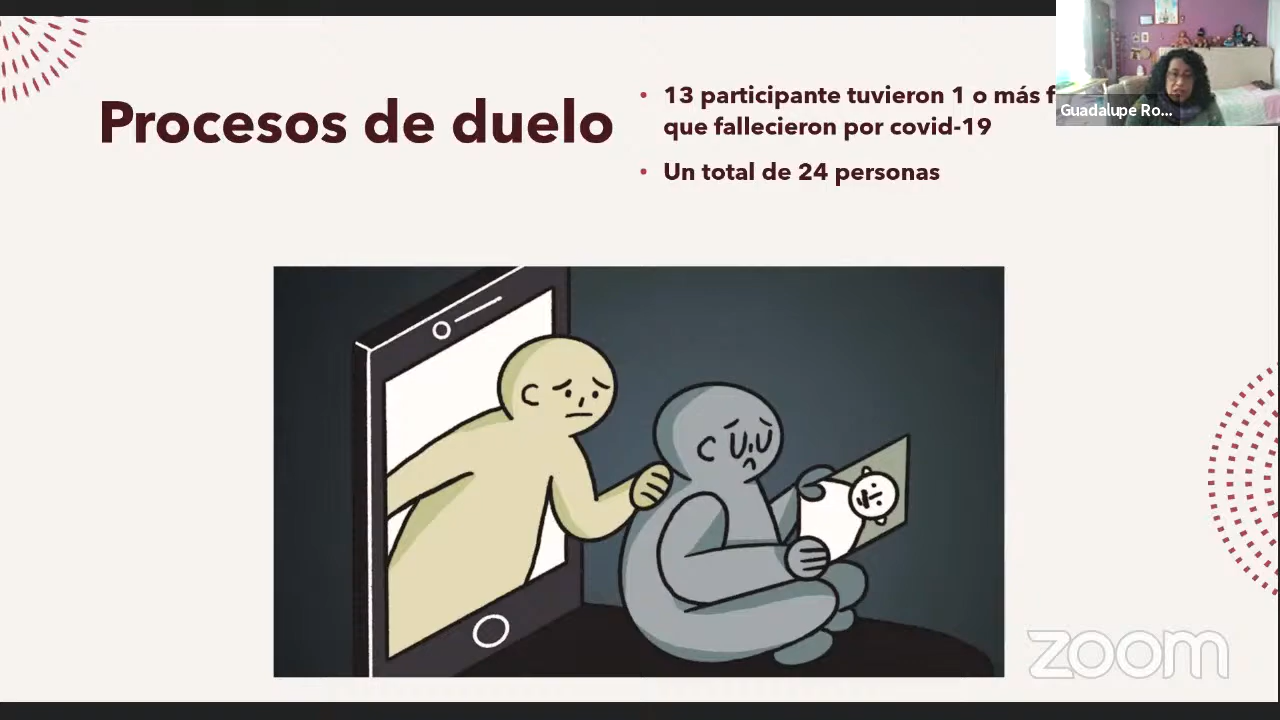 Procesos de duelo
• 13 participante tuvieron 1 o más
que fallecieron por covid-19
• Un total de 24 personas
Guadalupe Ro...
zoom